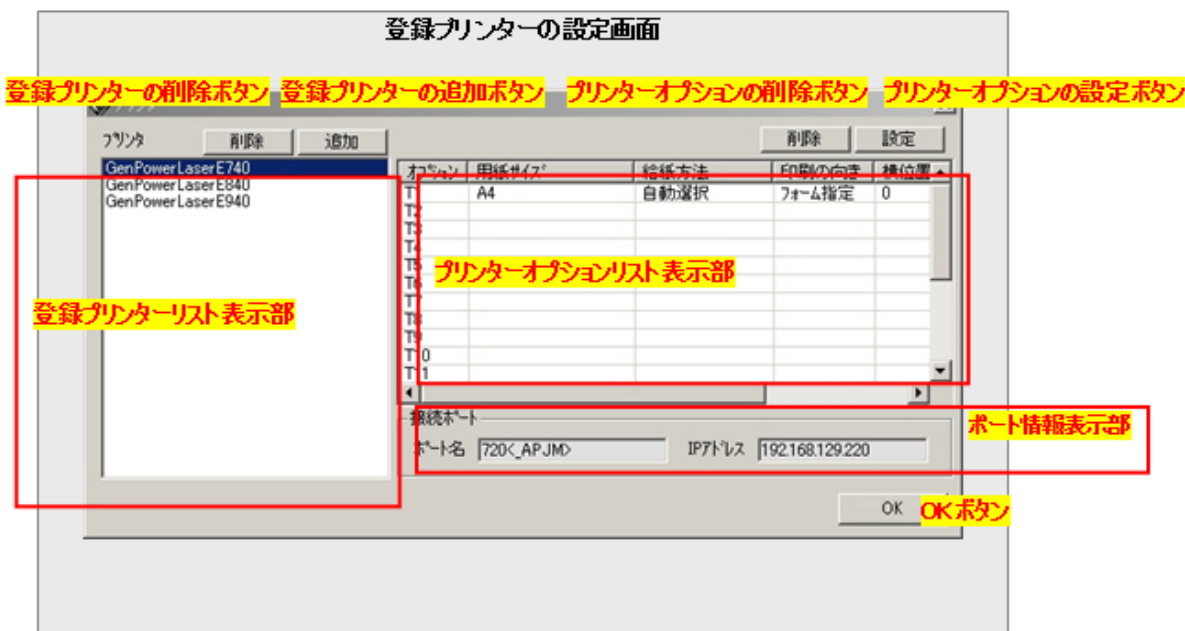 登録プリンターの設定画面
登録プリンターの削除ボタン 登録プリンターの追加ボタン プリンターオプションの削除ボタン プリンターオプションの設定ボタン
プリンタ 削除 追加 削除 設定
GenPowerLaserE740
GenPowerLaserE840
GenPowerLaserE940
オプション 用紙サイズ 給紙方法 印刷の向き 横位置
T1 A4 自動選択 フォーム指定 0
T2
T3
T4
T5
T6
T7
T8
T9
T10
T11
プリンターオプションリスト表示部
登録プリンターリスト表示部
接続ポート
ポート名 720<_APJM> IPアドレス 192.168.129.220
ポート情報表示部
OK
OKボタン